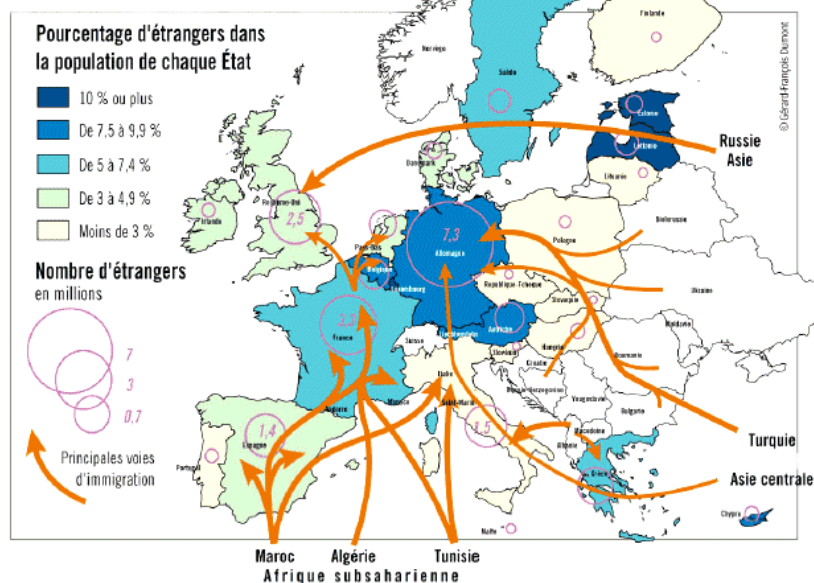 Pourcentage d'étrangers dans
la population de chaque État
10 % ou plus
De 7,5 à 9,9 %
De 5 à 7,4 %
De 3 à 4,9 %
Moins de 3 %
Nombre d'étrangers
en millions
7
3
0,7
Principales voies
d'immigration
© Gérard-François Dumont
Finlande
Norvège
Suède
Estonie
Lettonie
Lituanie
Danemark
Russie
Asie
Royaume-Uni
2,5
Irlande
Pays-Bas
Belgique
Luxembourg
7,3
Allemagne
Pologne
Biélorussie
République Tchèque
Slovaquie
Ukraine
Liechtenstein
Autriche
Hongrie
Moldavie
3,3
France
Suisse
Slovénie
Croatie
Roumanie
Italie
Saint-Marin
Monaco
Andorre
Bosnie-Herzégovine
Yougoslavie
Bulgarie
Macédoine
Albanie
1,4
Espagne
Portugal
1,5
Grèce
Turquie
Asie centrale
Chypre
Malte
Maroc
Algérie
Tunisie
Afrique subsaharienne